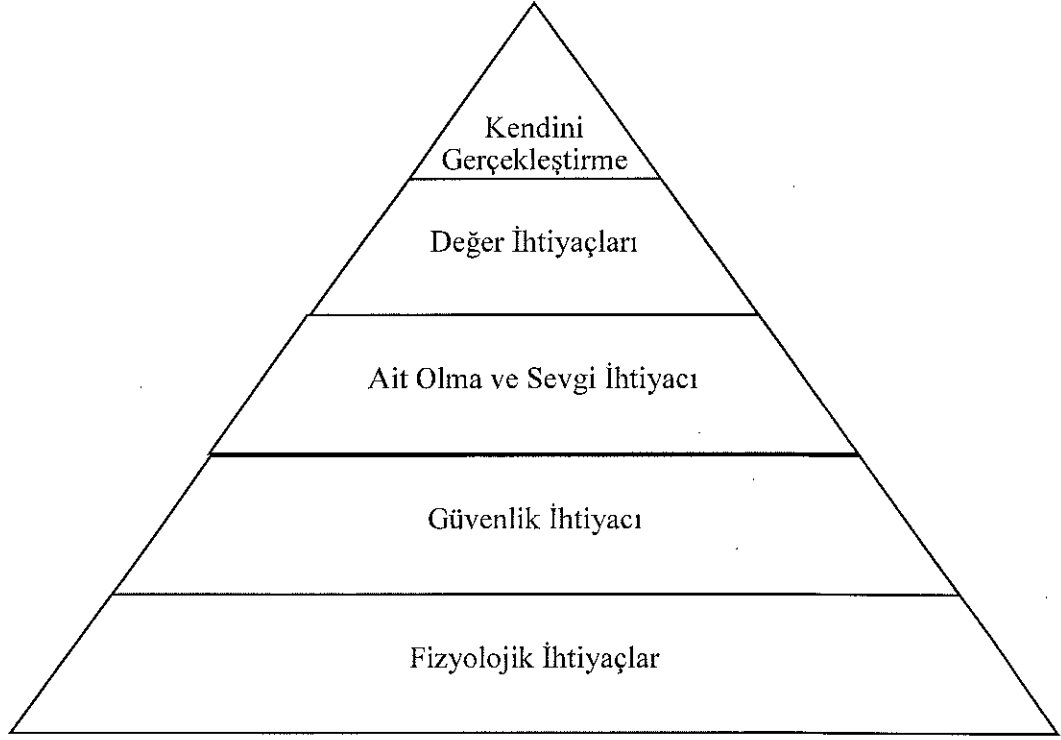 Kendini
Gerçekleştirme
Değer İhtiyaçları
Ait Olma ve Sevgi İhtiyacı
Güvenlik İhtiyacı
Fizyolojik İhtiyaçlar